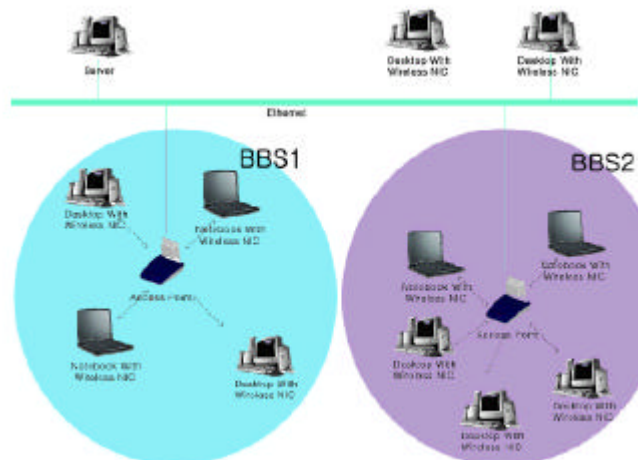 Server
Desktop With
Wireless NIC
Desktop With
Wireless NIC
Ethernet
BBS1
BBS2
Desktop With
Wireless NIC
Notebook With
Wireless NIC
Access Point
Notebook With
Wireless NIC
Desktop With
Wireless NIC
Notebook With
Wireless NIC
Notebook With
Wireless NIC
Access Point
Desktop With
Wireless NIC
Desktop With
Wireless NIC
Desktop With
Wireless NIC